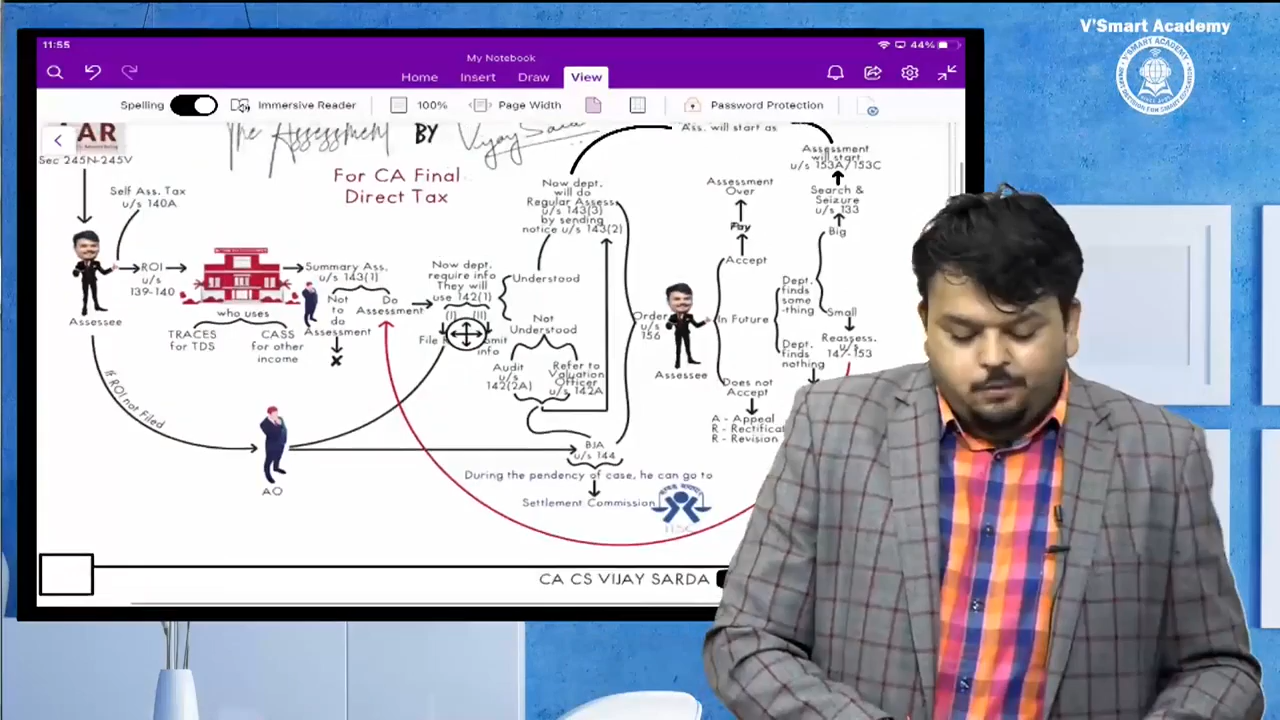 V'Smart Academy
11:55
44%
My Notebook
Home Insert Draw View
Spelling Immersive Reader 100% Page Width Password Protection
AR
Sec 245N-245V
The Assessment BY Vijay Sarda
For CA Final
Direct Tax
Self Ass. Tax
u/s 140A
Assessee
ROI
u/s
139-140
who uses
TRACES
for TDS
CASS
for other
income
Summary Ass.
u/s 143(1)
Not
to
do
Assessment
x
Do
Assessment
Now dept.
require info
They will
use 142(1)
(I) (II)
File
info
Understood
Not
Understood
Audit
u/s
142(2A)
Refer to
Valuation
Officer
u/s 142A
Now dept.
will do
Regular Assess.
u/s 143(3)
by sending
notice u/s 143(2)
Ass. will start as
Order
u/s
156
Assessee
In Future
Accept
Pay
Assessment
Over
Does not
Accept
A - Appeal
R - Rectificat
R - Revision
Dept.
finds
some
-thing
Dept.
finds
nothing
Big
Search &
Seizure
u/s 133
Assessment
will start
u/s 153A/153C
Small
Reassess.
u/s
147-153
If ROI not Filed
AO
BJA
u/s 144
During the pendency of case, he can go to
Settlement Commission
ITSC
CA CS VIJAY SARDA